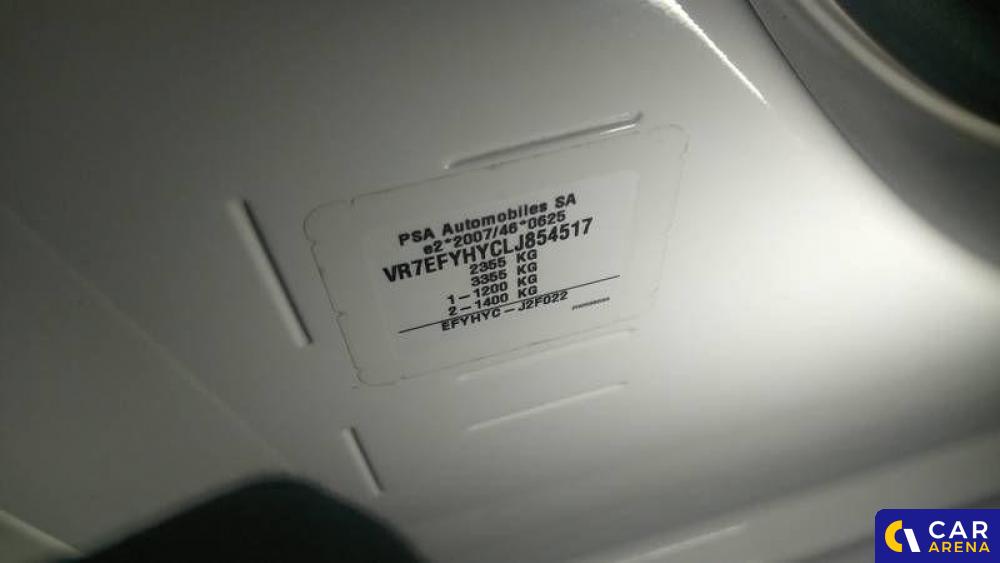 PSA Automobiles SA
e2*2007/46*0625
VR7EFYHYCLJ854517
2355 KG
3355 KG
1-1200 KG
2-1400 KG
EFYHYC-J2F022
CAR
ARENA